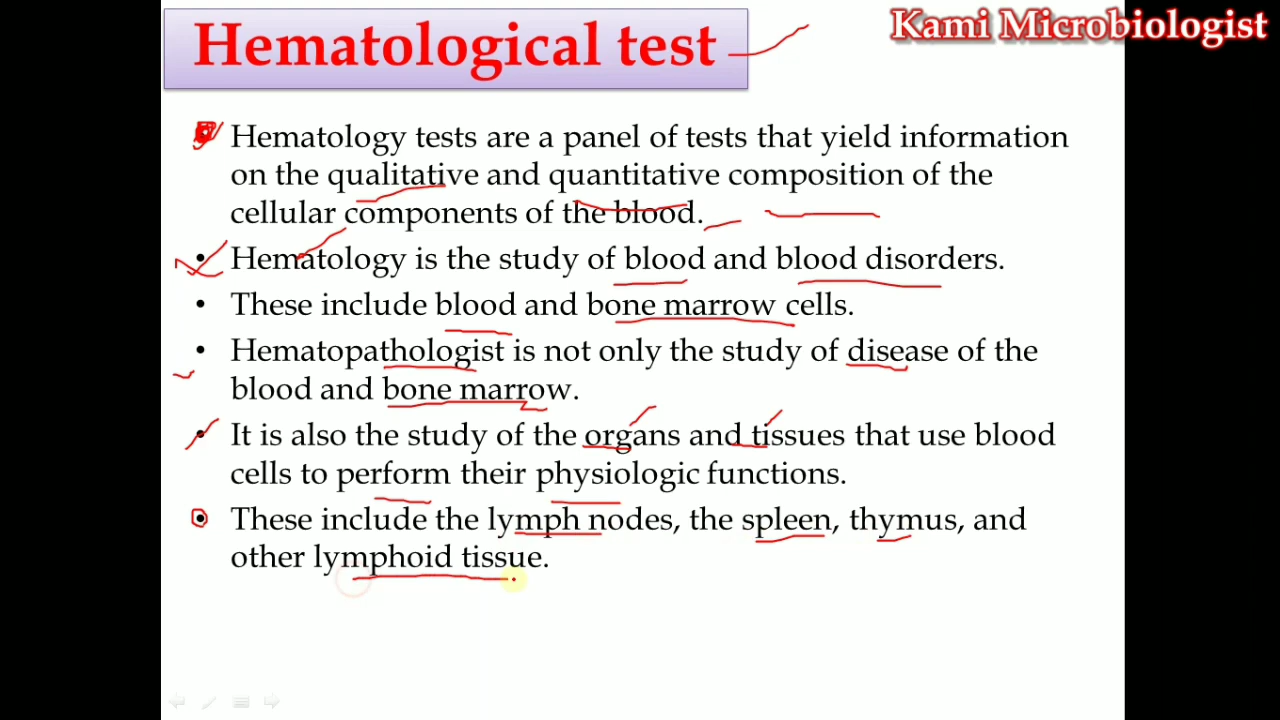 Kami Microbiologist
Hematological test
• Hematology tests are a panel of tests that yield information
on the qualitative and quantitative composition of the
cellular components of the blood.
• Hematology is the study of blood and blood disorders.
• These include blood and bone marrow cells.
• Hematopathologist is not only the study of disease of the
blood and bone marrow.
• It is also the study of the organs and tissues that use blood
cells to perform their physiologic functions.
• These include the lymph nodes, the spleen, thymus, and
other lymphoid tissue.